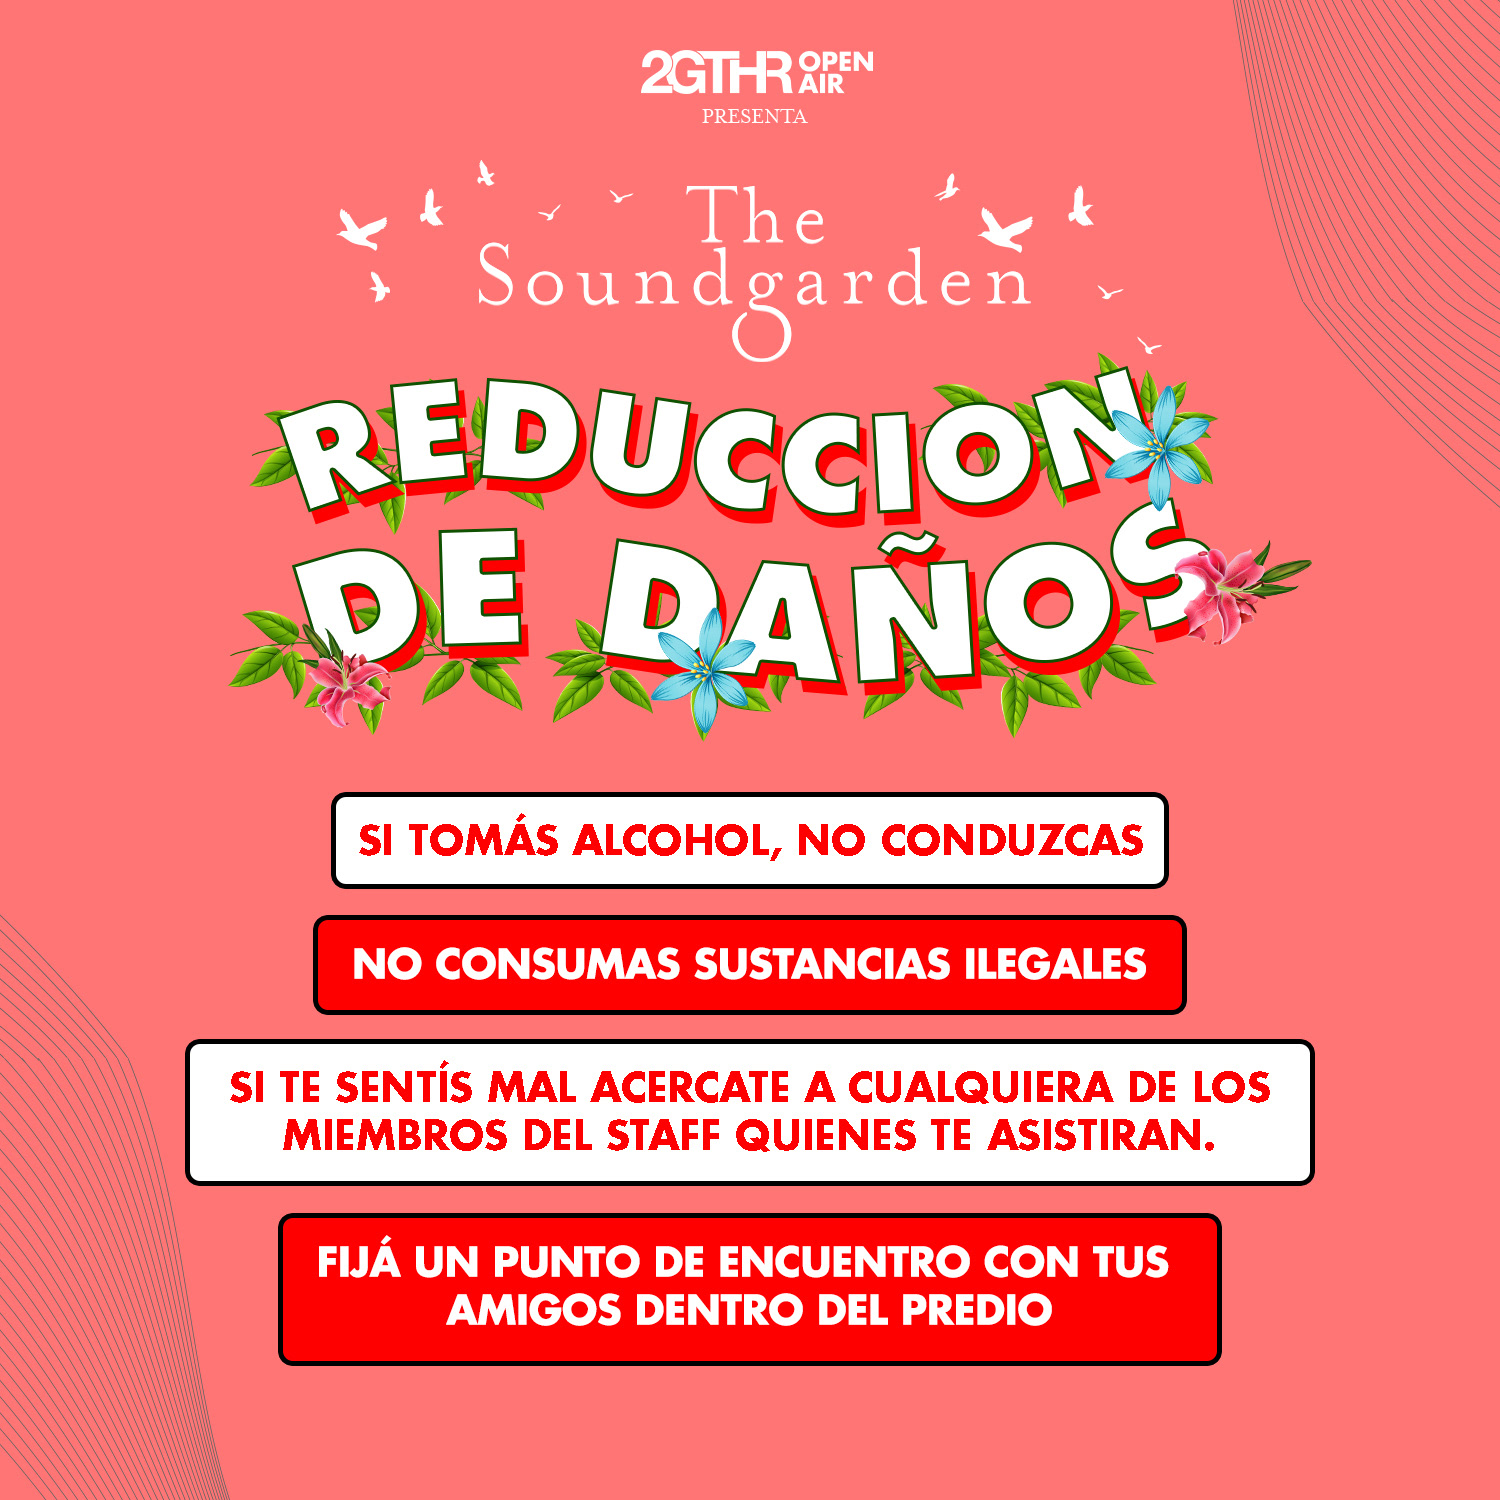 2GTHR OPEN AIR
PRESENTA
The
Soundgarden
REDUCCION
DE DAÑOS
SI TOMÁS ALCOHOL, NO CONDUZCAS
NO CONSUMAS SUSTANCIAS ILEGALES
SI TE SENTÍS MAL ACERCATE A CUALQUIERA DE LOS
MIEMBROS DEL STAFF QUIENES TE ASISTIRAN.
FIJÁ UN PUNTO DE ENCUENTRO CON TUS
AMIGOS DENTRO DEL PREDIO